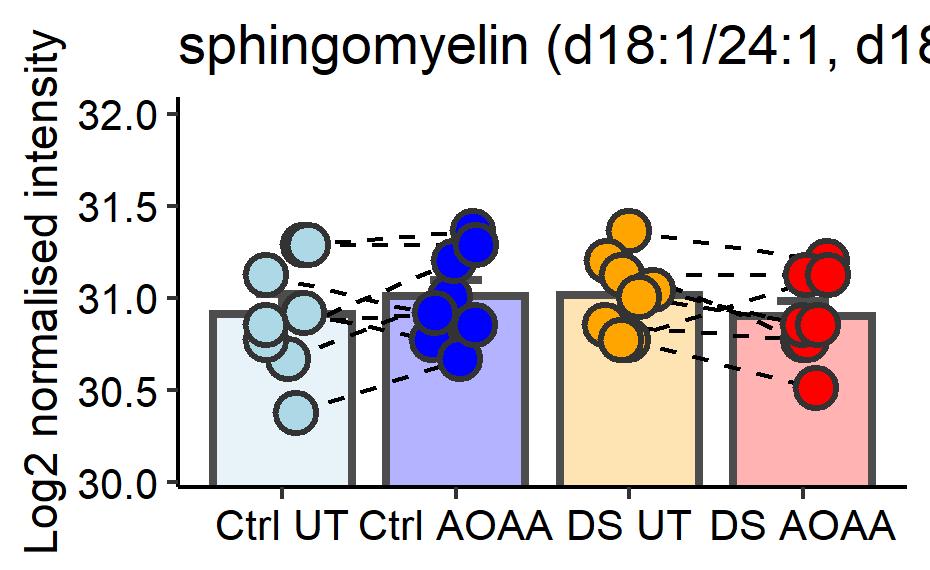 sphingomyelin (d18:1/24:1, d18
Log2 normalised intensity
32.0
31.5
31.0
30.5
30.0
Ctrl UT Ctrl AOAA DS UT DS AOAA